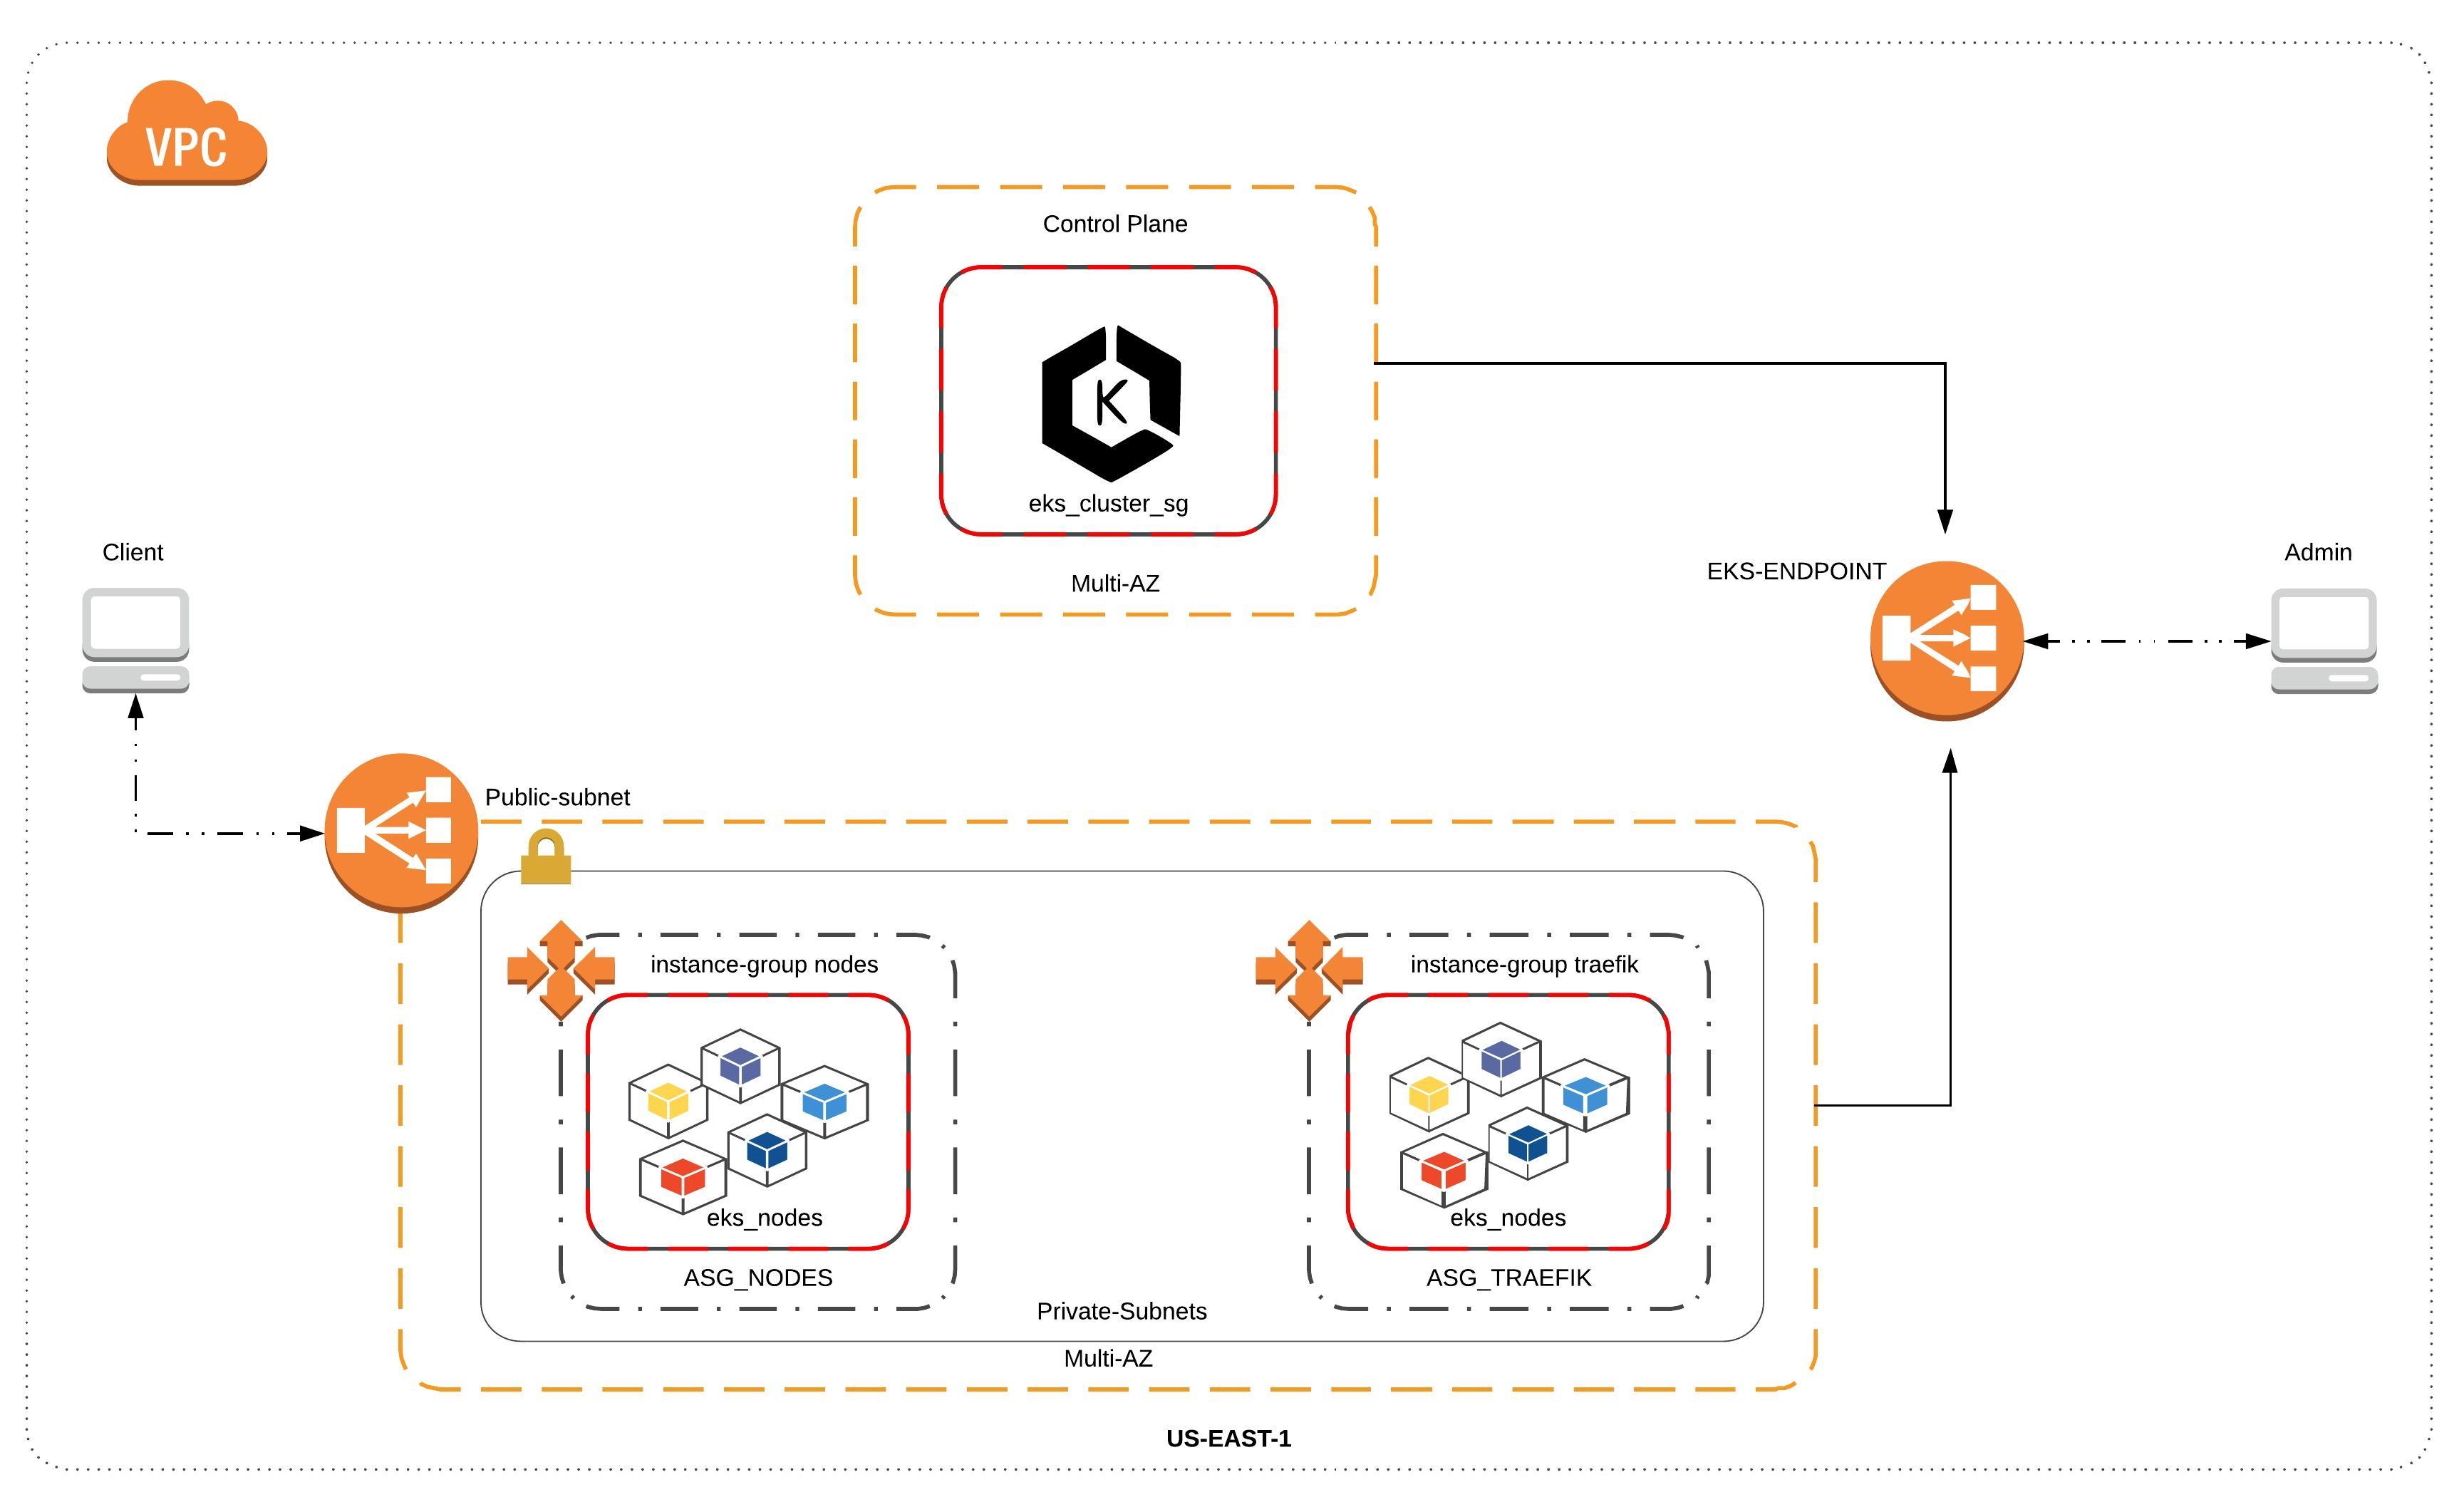 VPC
Control Plane
K
eks_cluster_sg
Multi-AZ
Client
EKS-ENDPOINT
Admin
Public-subnet
instance-group nodes
instance-group traefik
eks_nodes
eks_nodes
ASG_NODES
ASG_TRAEFIK
Private-Subnets
Multi-AZ
US-EAST-1